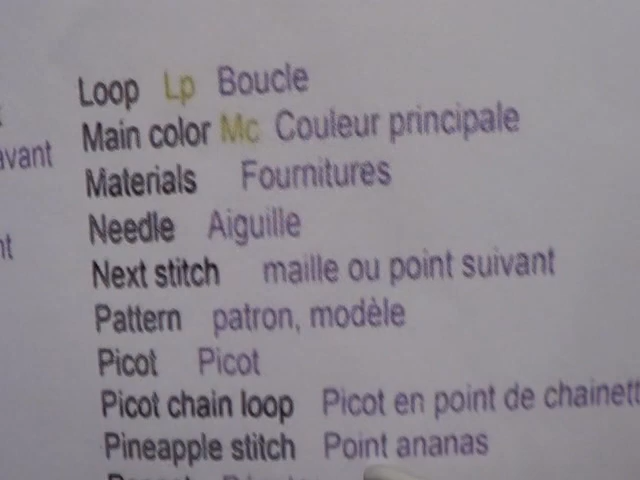 avant
Loop Lp Boucle
Main color Mc Couleur principale
Materials Fournitures
Needle Aiguille
Next stitch maille ou point suivant
Pattern patron, modèle
Picot Picot
Picot chain loop Picot en point de chainett
Pineapple stitch Point ananas